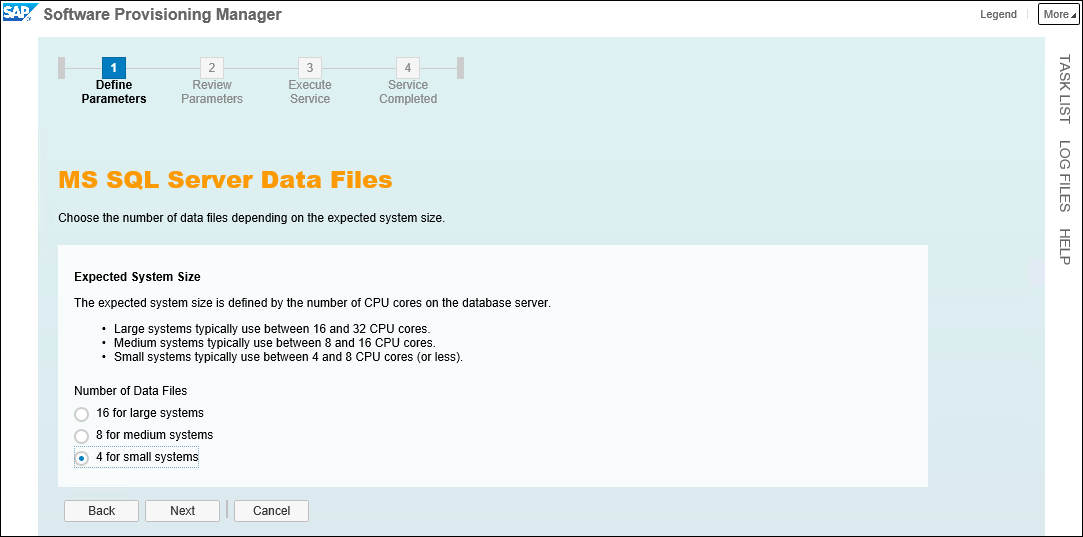 SAP Software Provisioning Manager
Legend
More
1 2 3 4
Define Review Execute Service
Parameters Parameters Service Completed
TASK LIST
LOG FILES
HELP
MS SQL Server Data Files
Choose the number of data files depending on the expected system size.
Expected System Size
The expected system size is defined by the number of CPU cores on the database server.
• Large systems typically use between 16 and 32 CPU cores.
• Medium systems typically use between 8 and 16 CPU cores.
• Small systems typically use between 4 and 8 CPU cores (or less).
Number of Data Files
16 for large systems
8 for medium systems
4 for small systems
Back Next Cancel